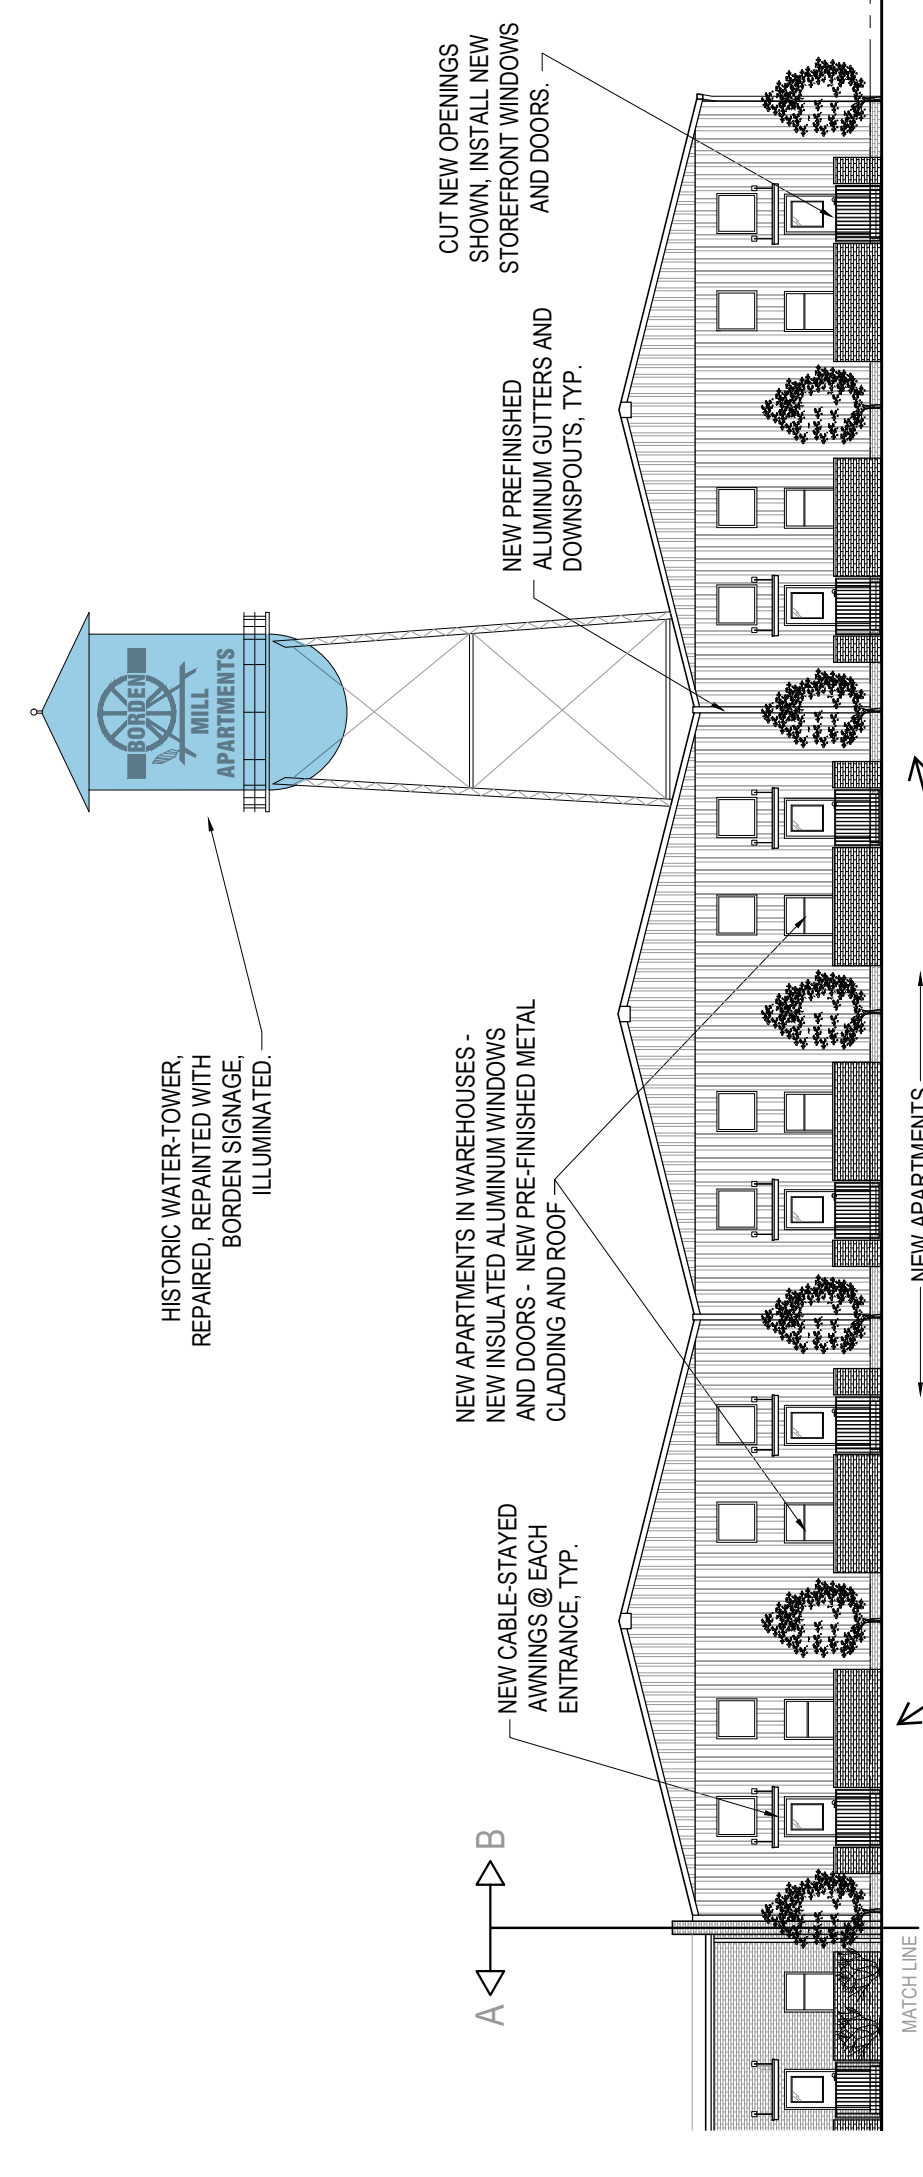 HISTORIC WATER-TOWER,
REPAIRED, REPAINTED WITH
BORDEN SIGNAGE,
ILLUMINATED.
BORDEN
MILL
APARTMENTS
A
B
NEW CABLE-STAYED
AWNINGS @ EACH
ENTRANCE, TYP.
NEW APARTMENTS IN WAREHOUSES -
NEW INSULATED ALUMINUM WINDOWS
AND DOORS - NEW PRE-FINISHED METAL
CLADDING AND ROOF
NEW PREFINISHED
ALUMINUM GUTTERS AND
DOWNSPOUTS, TYP.
CUT NEW OPENINGS
SHOWN, INSTALL NEW
STOREFRONT WINDOWS
AND DOORS.
MATCH LINE
NEW APARTMENTS